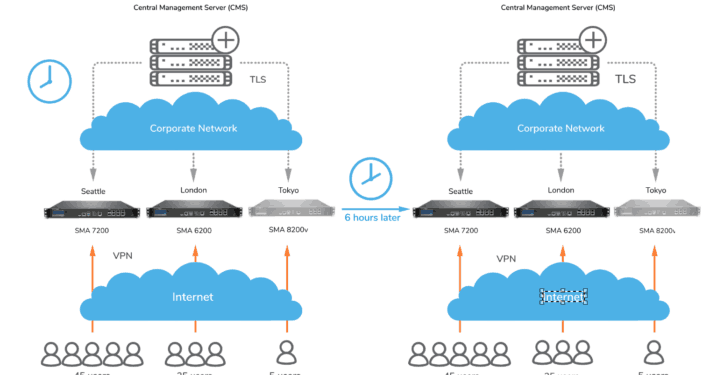 Central Management Server (CMS)
TLS
Corporate Network
Seattle
London
Tokyo
SMA 7200
SMA 6200
SMA 8200v
VPN
Internet
6 hours later
Central Management Server (CMS)
TLS
Corporate Network
Seattle
London
Tokyo
SMA 7200
SMA 6200
SMA 8200v
VPN
Internet